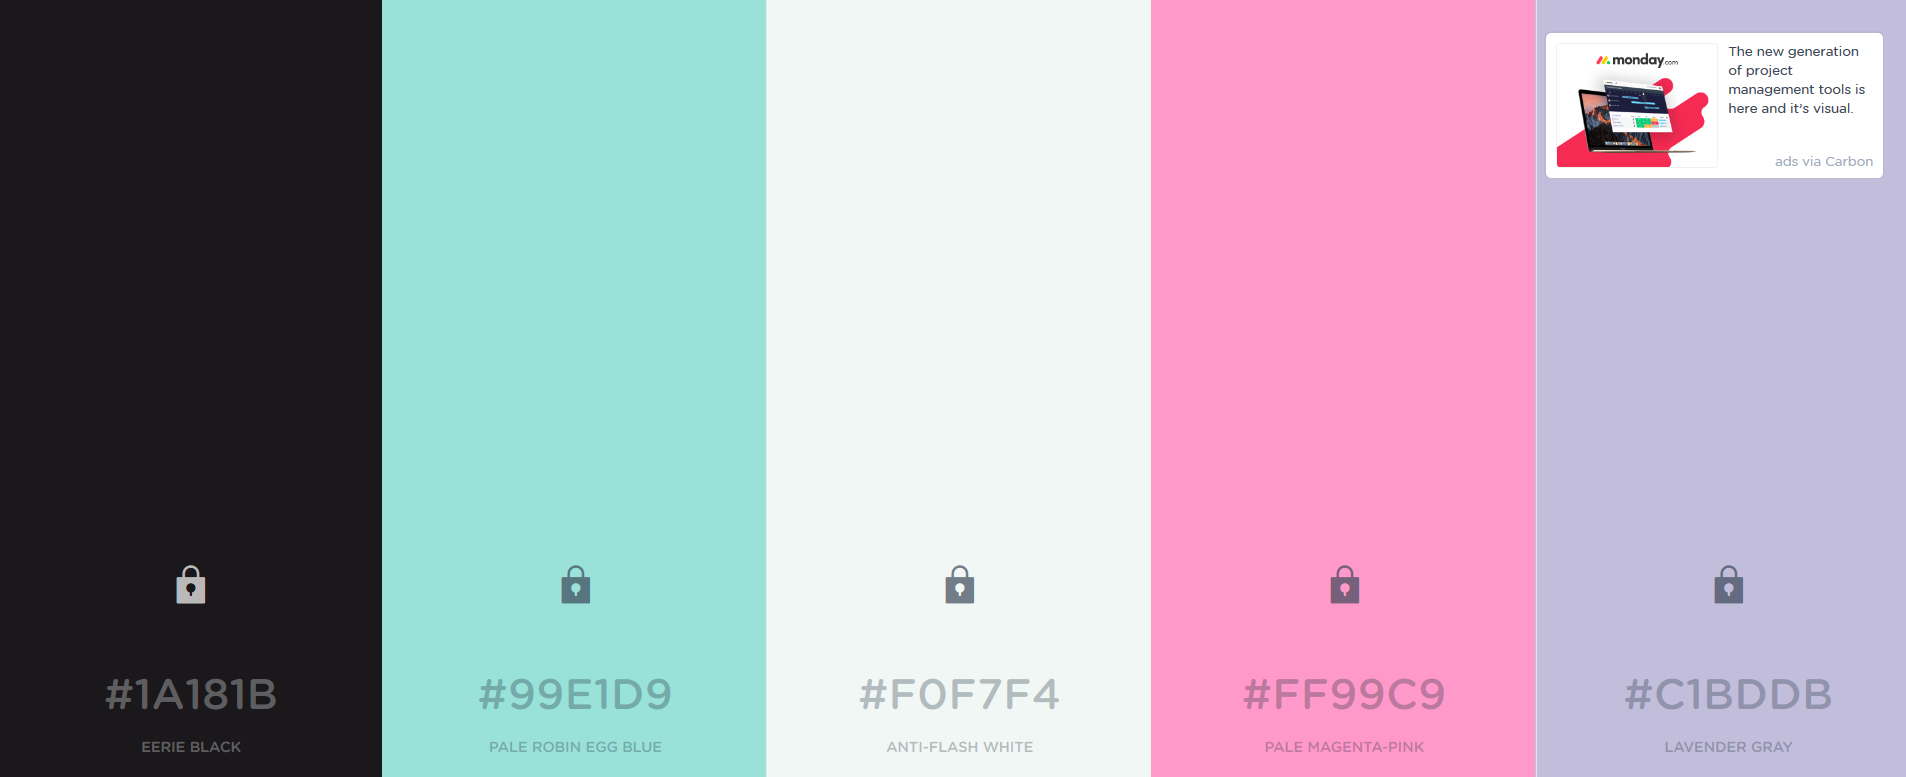 monday.com
The new generation
of project
management tools is
here and it's visual.
ads via Carbon
#1A181B
EERIE BLACK
#99E1D9
PALE ROBIN EGG BLUE
#F0F7F4
ANTI-FLASH WHITE
#FF99C9
PALE MAGENTA-PINK
#C1BDDB
LAVENDER GRAY